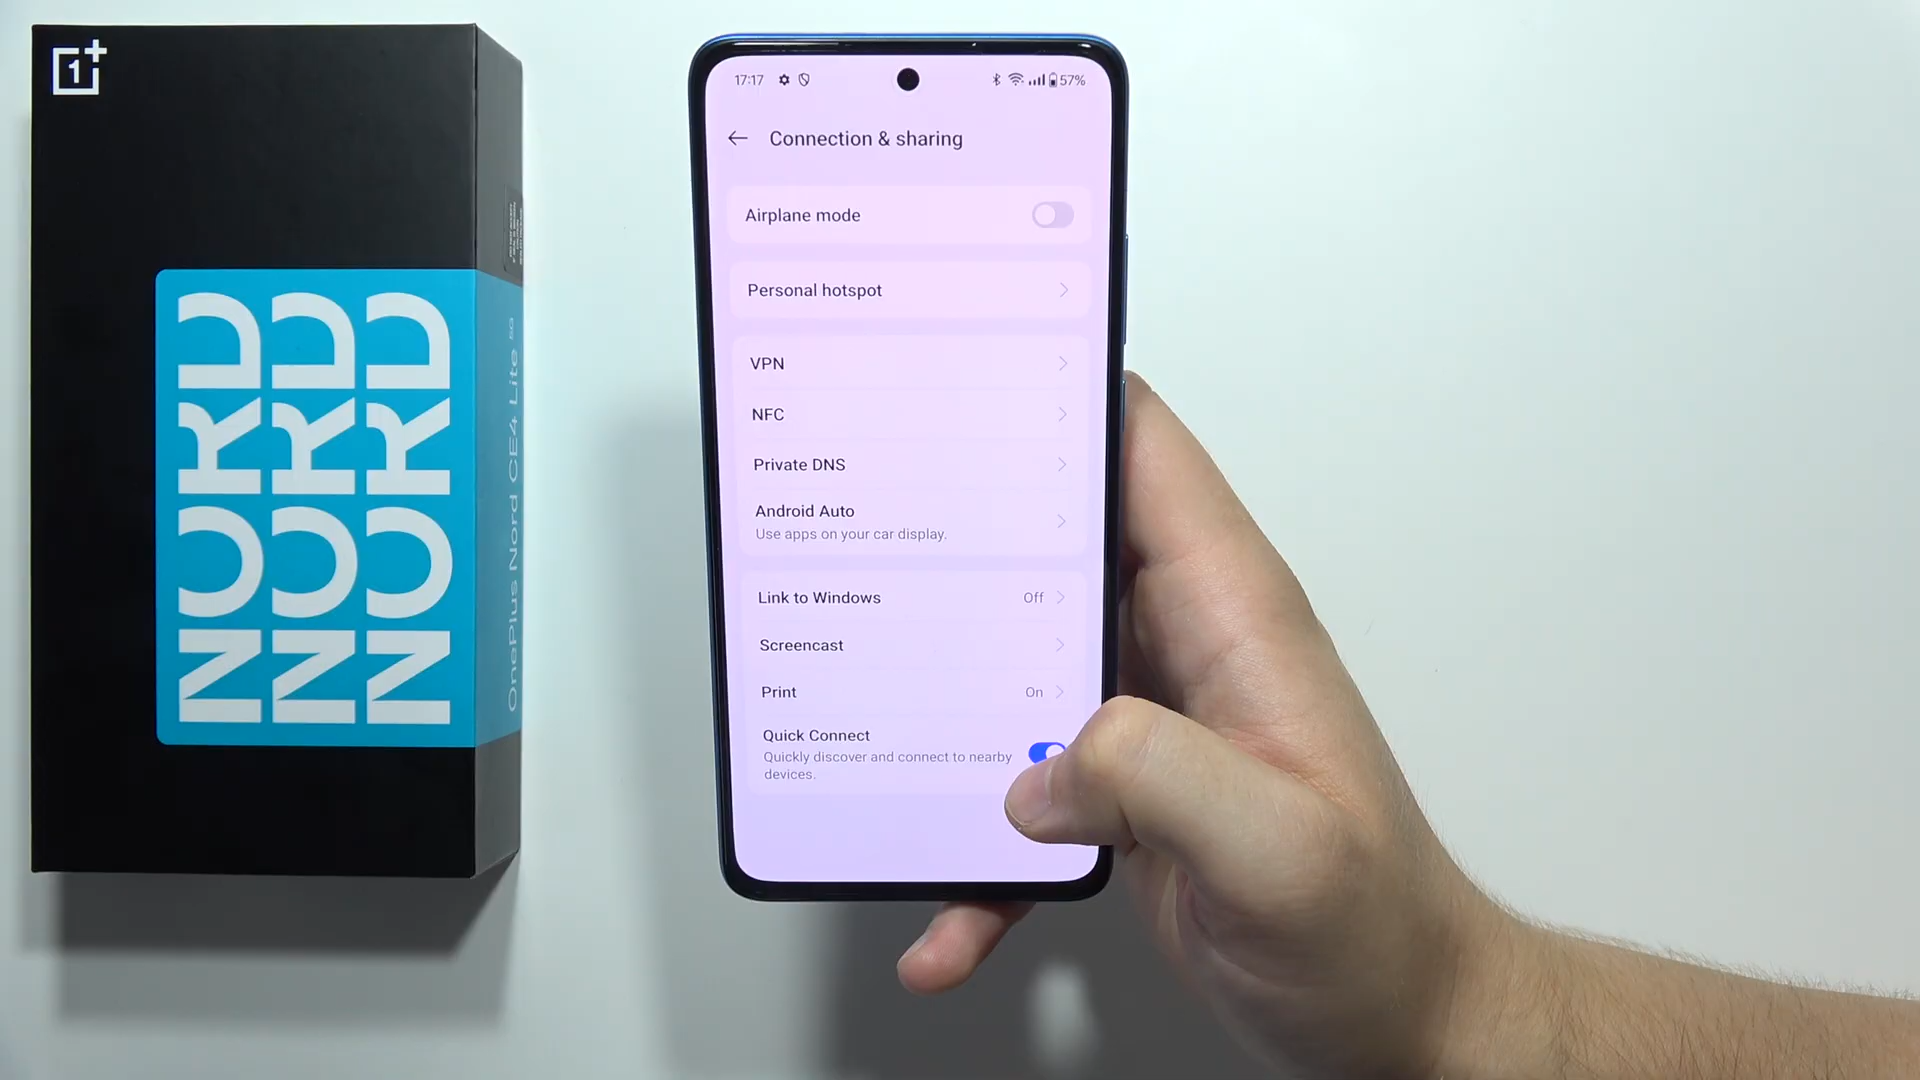 1+
NORD
NORD
NORD
OnePlus Nord CE4 Lite 5G
17:17
57%
Connection & sharing
Airplane mode
Personal hotspot
VPN
NFC
Private DNS
Android Auto
Use apps on your car display.
Link to Windows Off
Screencast
Print On
Quick Connect
Quickly discover and connect to nearby
devices.